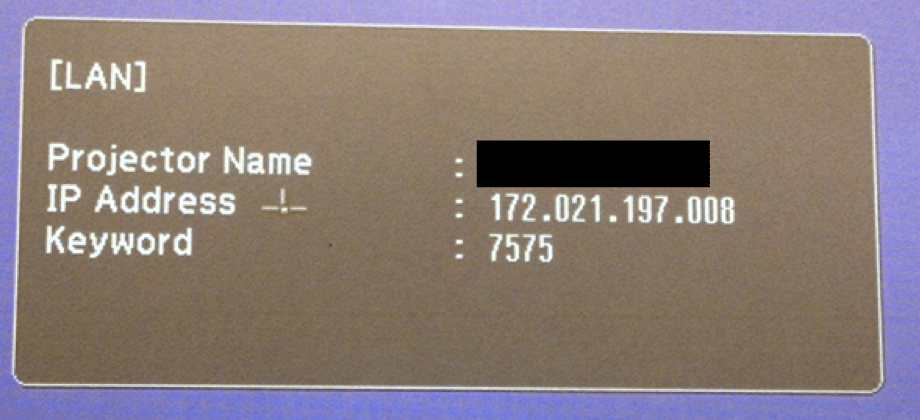 [LAN]
Projector Name :
IP Address : 172.021.197.008
Keyword : 7575